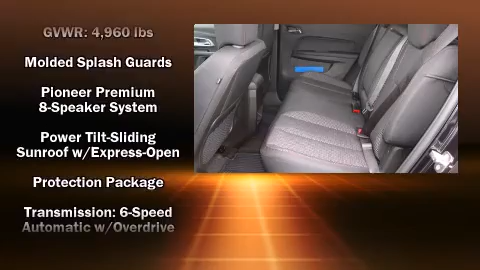 GVWR: 4,960 lbs
Molded Splash Guards
Pioneer Premium
8-Speaker System
Power Tilt-Sliding
Sunroof w/Express-Open
Protection Package
Transmission: 6-Speed
Automatic w/Overdrive